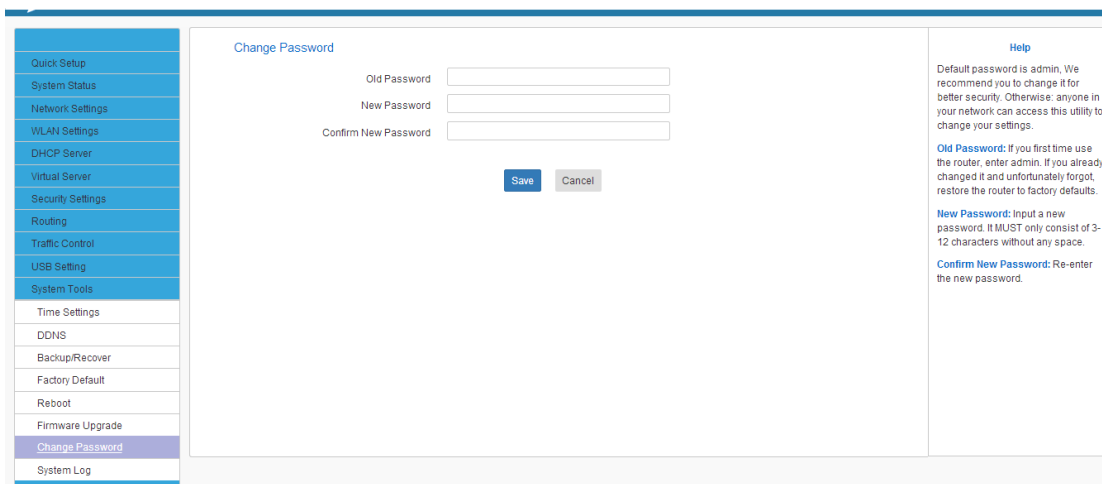 Quick Setup
System Status
Network Settings
WLAN Settings
DHCP Server
Virtual Server
Security Settings
Routing
Traffic Control
USB Setting
System Tools
Time Settings
DDNS
Backup/Recover
Factory Default
Reboot
Firmware Upgrade
Change Password
System Log
Change Password
Old Password
New Password
Confirm New Password
Save Cancel
Help
Default password is admin, We
recommend you to change it for
better security. Otherwise: anyone in
your network can access this utility to
change your settings.
Old Password: If you first time use
the router, enter admin. If you already
changed it and unfortunately forgot,
restore the router to factory defaults.
New Password: Input a new
password. It MUST only consist of 3-
12 characters without any space.
Confirm New Password: Re-enter
the new password.